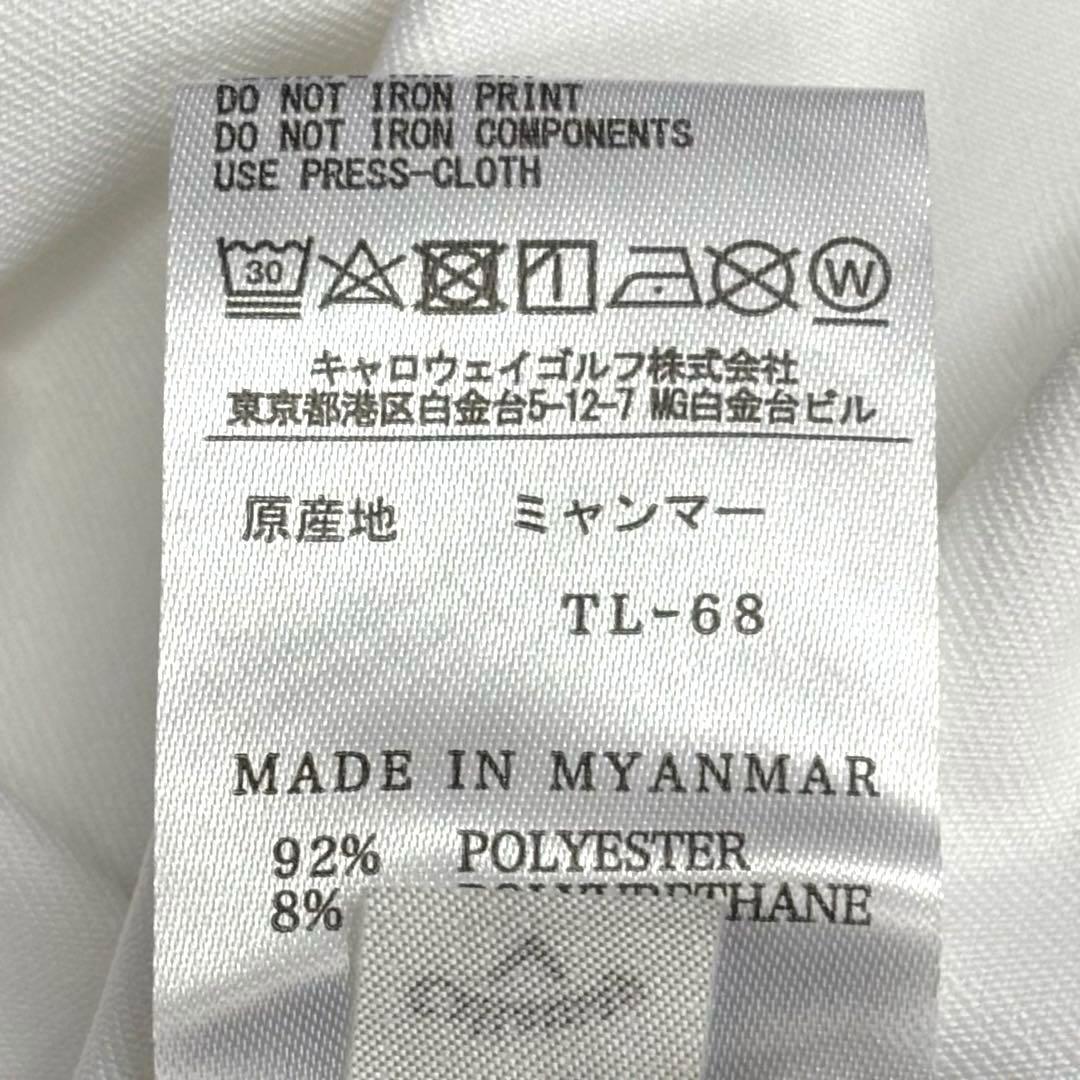 DO NOT IRON PRINT
DO NOT IRON COMPONENTS
USE PRESS-CLOTH
30 W
キャロウェイゴルフ株式会社
東京都港区白金台5-12-7 MG白金台ビル
原産地 ミャンマー
TL-68
MADE IN MYANMAR
92% POLYESTER
8% POLYURETHANE